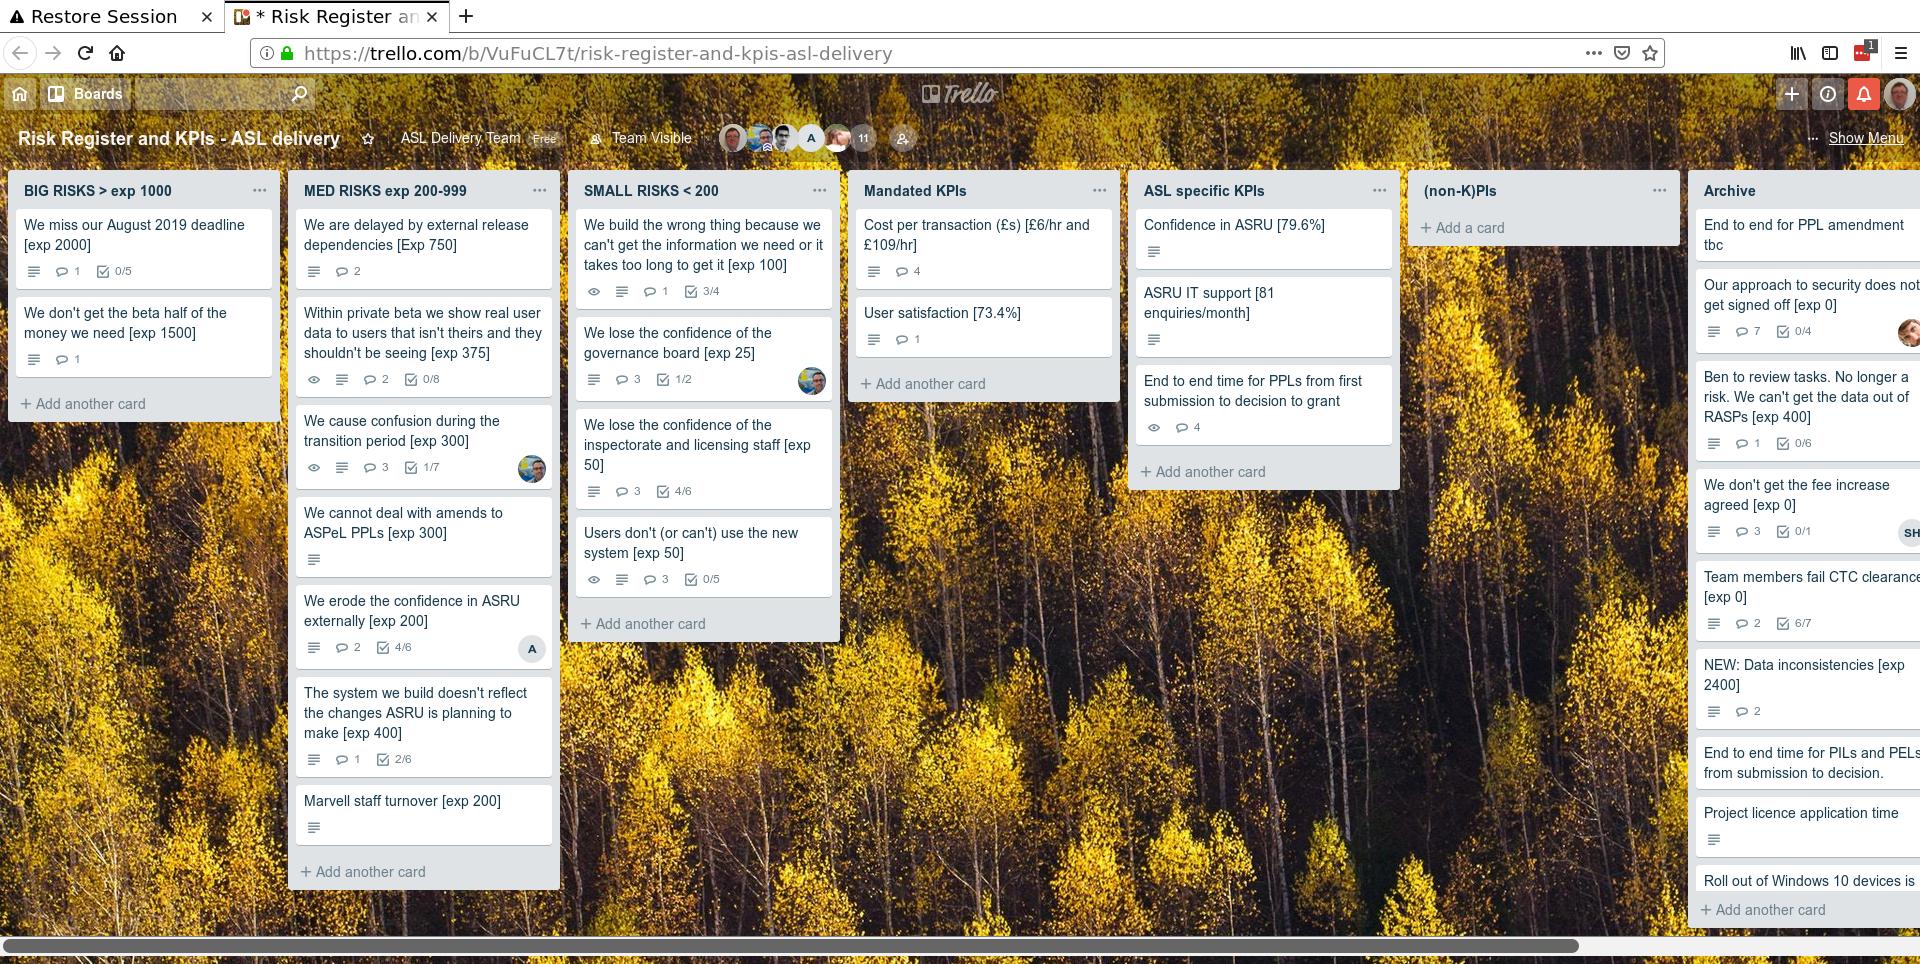 Restore Session
* Risk Register an
1
https://trello.com/b/VuFuCL7t/risk-register-and-kpis-asl-delivery
Boards
Trello
Risk Register and KPIs - ASL delivery
ASL Delivery Team Free
Team Visible
A
11
Show Menu
BIG RISKS > exp 1000
We miss our August 2019 deadline
[exp 2000]
1 0/5
We don't get the beta half of the
money we need [exp 1500]
1
+ Add another card
MED RISKS exp 200-999
We are delayed by external release
dependencies [Exp 750]
2
Within private beta we show real user
data to users that isn't theirs and they
shouldn't be seeing [exp 375]
2 0/8
We cause confusion during the
transition period [exp 300]
3 1/7
We cannot deal with amends to
ASPeL PPLs [exp 300]
We erode the confidence in ASRU
externally [exp 200]
2 4/6 A
The system we build doesn't reflect
the changes ASRU is planning to
make [exp 400]
1 2/6
Marvell staff turnover [exp 200]
+ Add another card
SMALL RISKS < 200
We build the wrong thing because we
can't get the information we need or it
takes too long to get it [exp 100]
1 3/4
We lose the confidence of the
governance board [exp 25]
3 1/2
We lose the confidence of the
inspectorate and licensing staff [exp
50]
3 4/6
Users don't (or can't) use the new
system [exp 50]
3 0/5
+ Add another card
Mandated KPIs
Cost per transaction (£s) [£6/hr and
£109/hr]
4
User satisfaction [73.4%]
1
+ Add another card
ASL specific KPIs
Confidence in ASRU [79.6%]
ASRU IT support [81
enquiries/month]
End to end time for PPLs from first
submission to decision to grant
4
+ Add another card
(non-K)PIs
+ Add a card
Archive
End to end for PPL amendment
tbc
Our approach to security does not
get signed off [exp 0]
7 0/4
Ben to review tasks. No longer a
risk. We can't get the data out of
RASPs [exp 400]
1 0/6
We don't get the fee increase
agreed [exp 0]
3 0/1 SH
Team members fail CTC clearance
[exp 0]
2 6/7
NEW: Data inconsistencies [exp
2400]
2
End to end time for PILs and PELs
from submission to decision.
Project licence application time
Roll out of Windows 10 devices is
+ Add another card